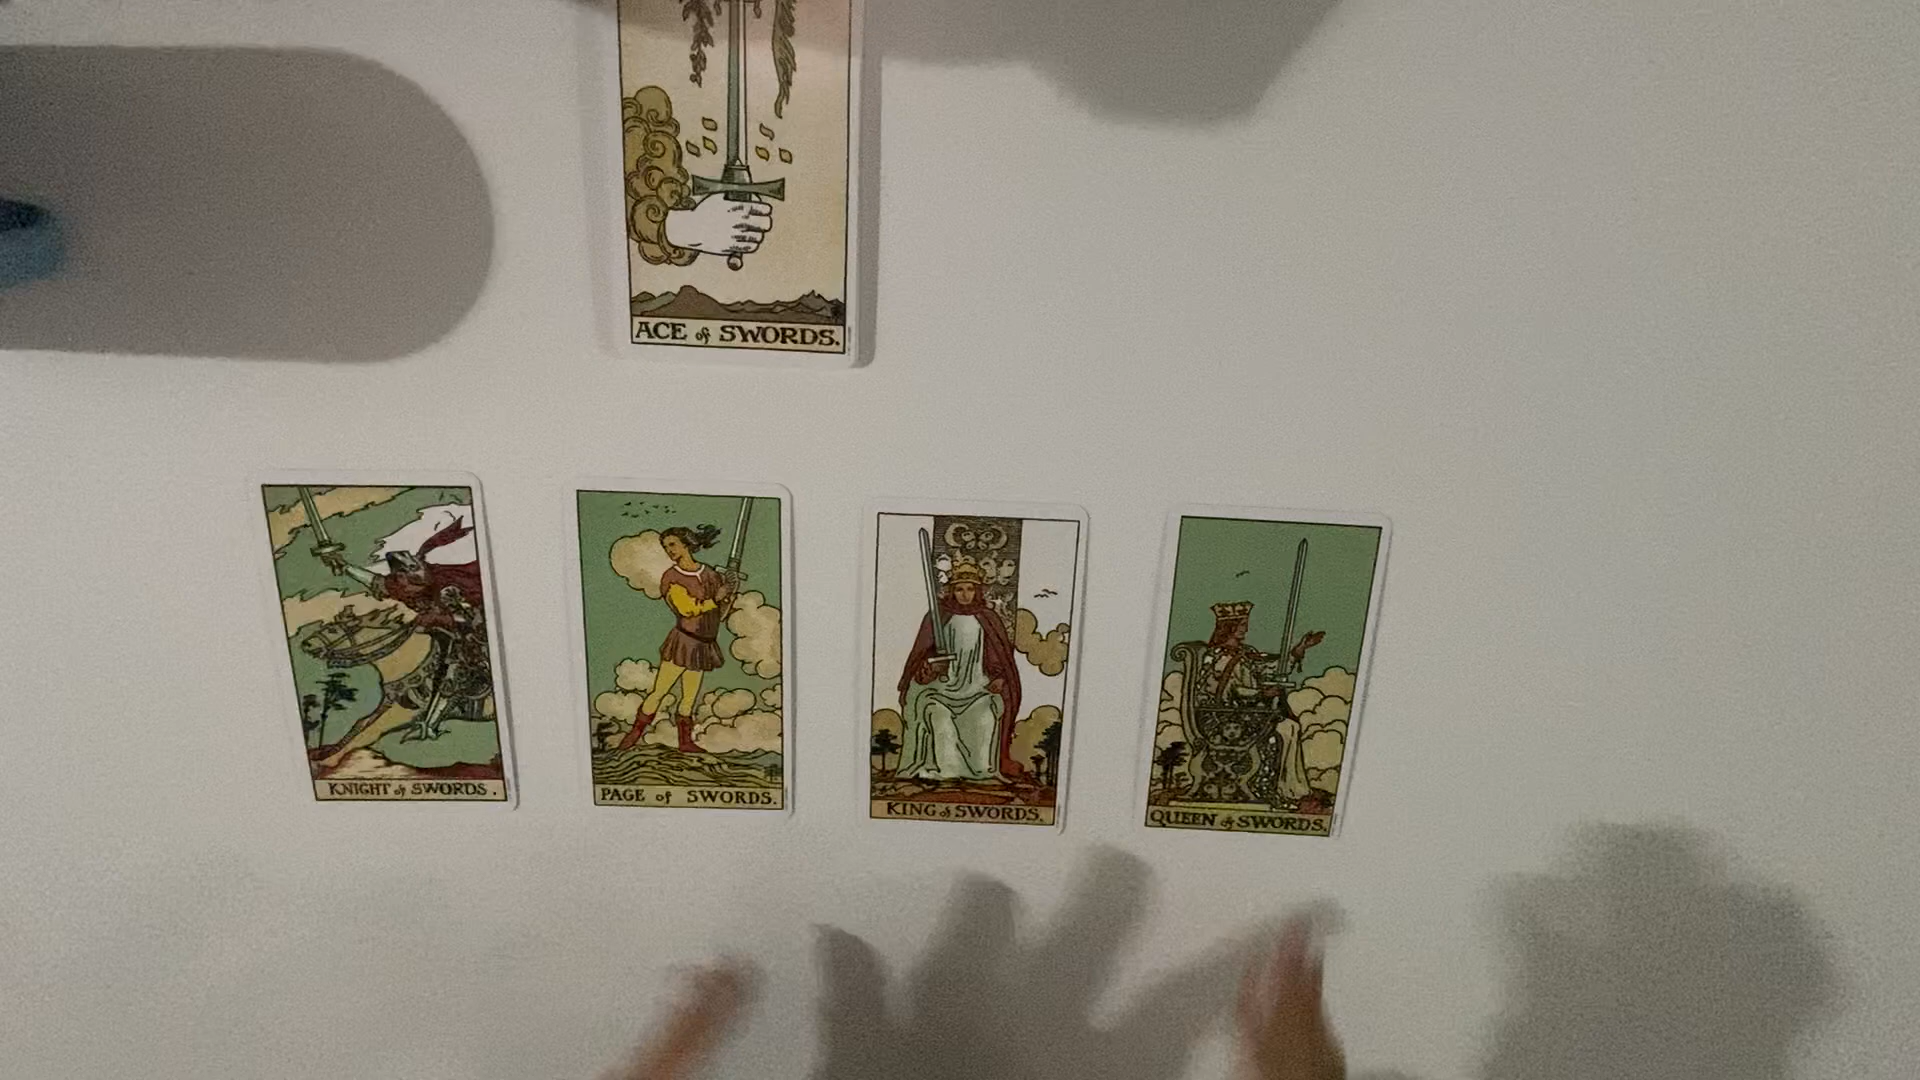 ACE of SWORDS.
KNIGHT of SWORDS.
PAGE of SWORDS.
KING of SWORDS.
QUEEN of SWORDS.